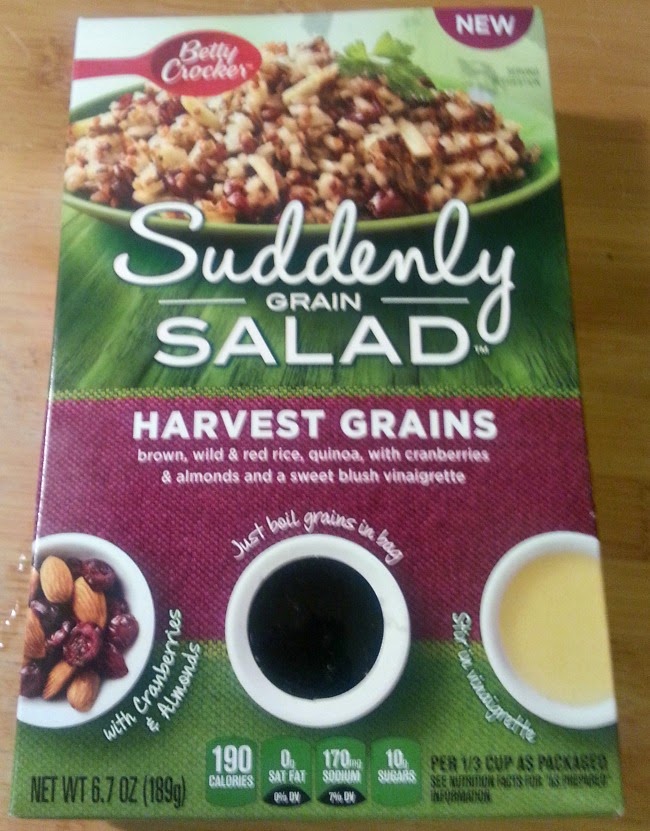 NEW
Betty
Crocker™
Suddenly
GRAIN
SALAD™
HARVEST GRAINS
brown, wild & red rice, quinoa, with cranberries
& almonds and a sweet blush vinaigrette
Just boil grains in bag
with Cranberries
& Almonds
Stir in vinaigrette
190
CALORIES
0g
SAT FAT
0% DV
170mg
SODIUM
7% DV
10g
SUGARS
PER 1/3 CUP AS PACKAGED
SEE NUTRITION FACTS FOR "AS PREPARED"
INFORMATION
NET WT 6.7 OZ (189g)